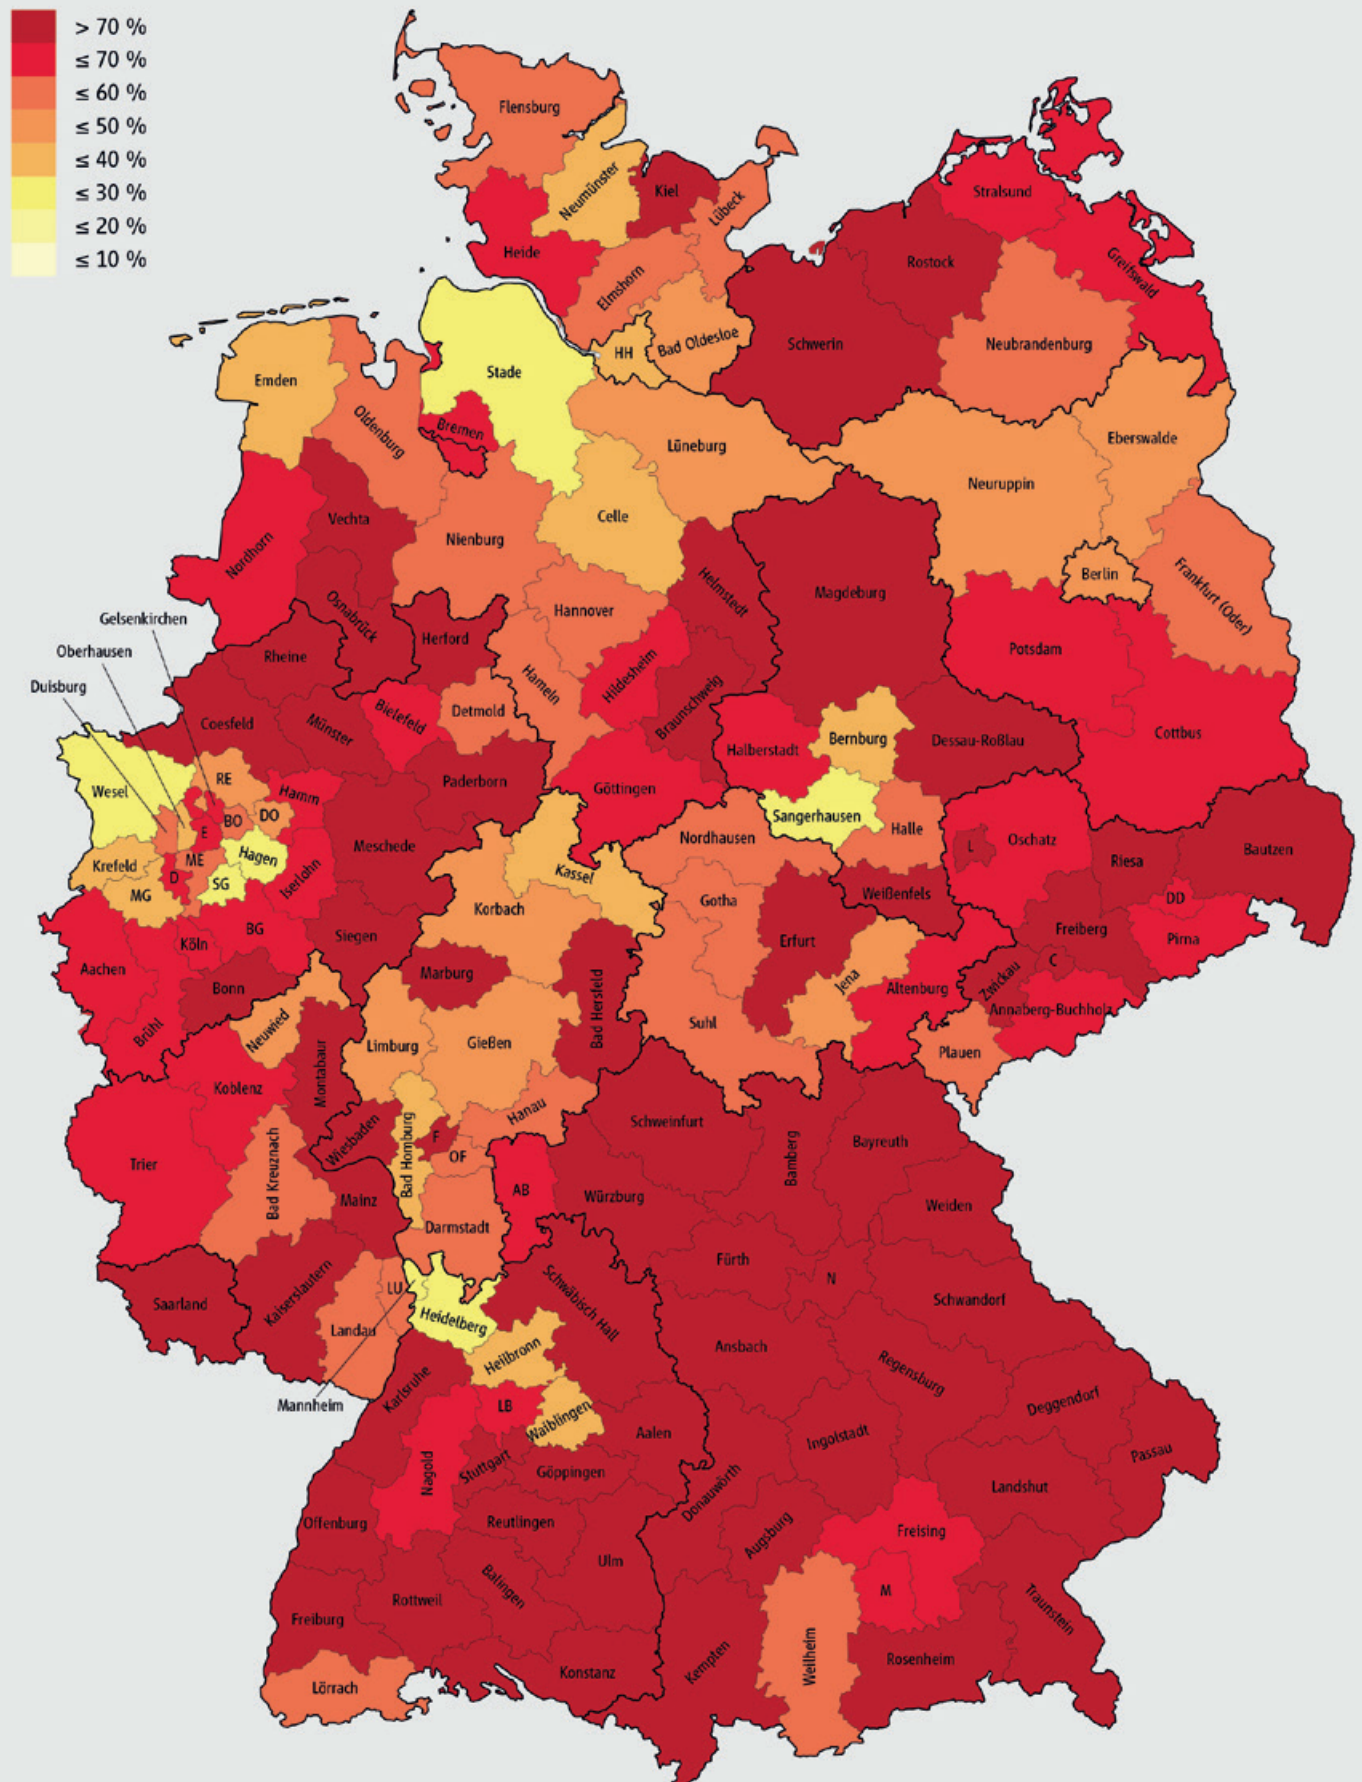 > 70 %
≤ 70 %
≤ 60 %
≤ 50 %
≤ 40 %
≤ 30 %
≤ 20 %
≤ 10 %
Flensburg
Neumünster
Kiel
Lübeck
Heide
Elmshorn
Stralsund
Rostock
Greifswald
Schwerin
Neubrandenburg
HH
Bad Oldesloe
Stade
Emden
Oldenburg
Bremen
Lüneburg
Eberswalde
Neuruppin
Celle
Vechta
Nienburg
Nordhorn
Berlin
Frankfurt (Oder)
Magdeburg
Helmstedt
Hannover
Osnabrück
Herford
Gelsenkirchen
Oberhausen
Duisburg
Rheine
Potsdam
Hildesheim
Hameln
Bielefeld
Detmold
Braunschweig
Coesfeld
Münster
Halberstadt
Bernburg
Dessau-Roßlau
Cottbus
Wesel
RE
Hamm
Paderborn
Göttingen
Sangerhausen
BO
DO
E
Halle
Nordhausen
Oschatz
L
Riesa
Bautzen
Krefeld
ME
Hagen
Meschede
Kassel
D
SG
Iserlohn
MG
Korbach
Gotha
Weißenfels
DD
Köln
BG
Siegen
Erfurt
Freiberg
Pirna
Aachen
Marburg
Bad Hersfeld
Jena
Altenburg
Zwickau
C
Annaberg-Buchholz
Bonn
Brühl
Neuwied
Limburg
Gießen
Suhl
Plauen
Montabaur
Koblenz
Hanau
Schweinfurt
Wiesbaden
Bad Homburg
F
OF
Bamberg
Bayreuth
Trier
Bad Kreuznach
Mainz
AB
Würzburg
Weiden
Darmstadt
Fürth
N
Saarland
Kaiserslautern
LU
Landau
Heidelberg
Schwäbisch Hall
Schwandorf
Mannheim
Heilbronn
Ansbach
Regensburg
Karlsruhe
LB
Waiblingen
Aalen
Ingolstadt
Deggendorf
Passau
Nagold
Stuttgart
Göppingen
Donauwörth
Landshut
Offenburg
Reutlingen
Ulm
Augsburg
Freising
Freiburg
Rottweil
Balingen
M
Traunstein
Lörrach
Konstanz
Kempten
Weilheim
Rosenheim